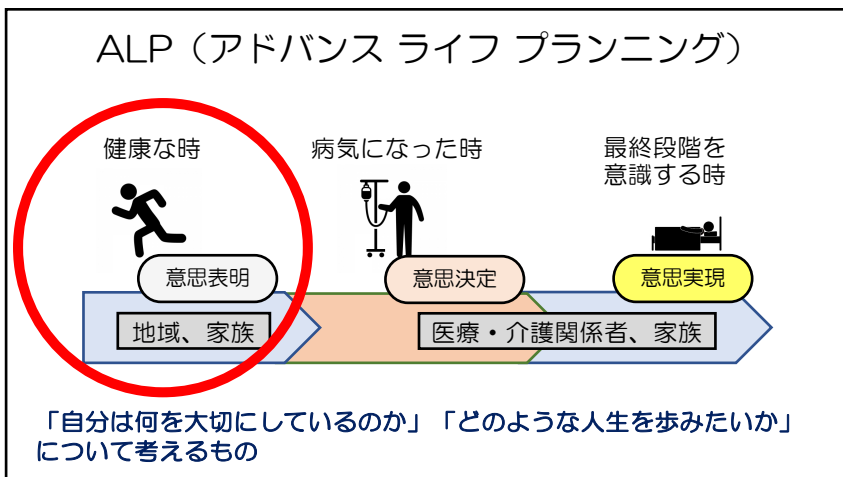 ALP（アドバンス ライフ プランニング）
健康な時
病気になった時
最終段階を
意識する時
意思表明
意思決定
意思実現
地域、家族
医療・介護関係者、家族
「自分は何を大切にしているのか」「どのような人生を歩みたいか」
について考えるもの